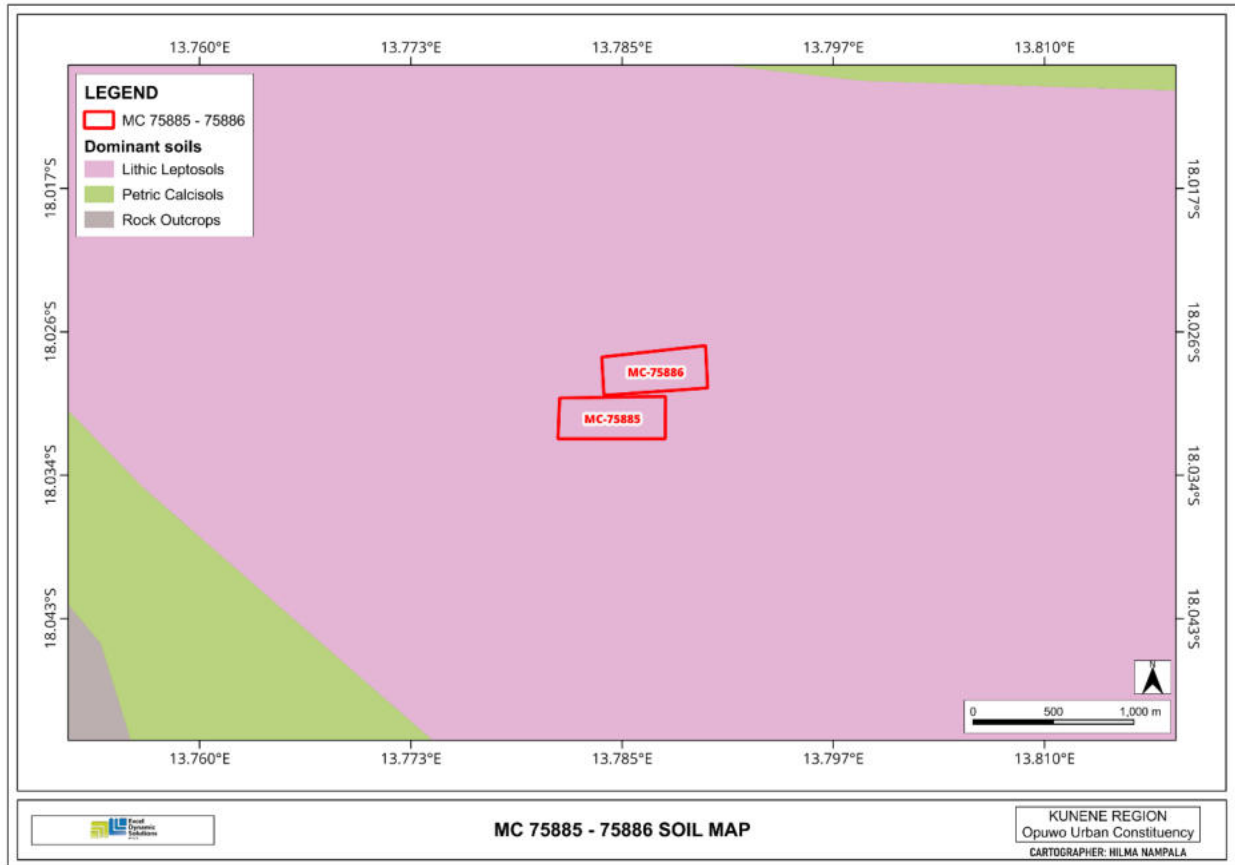 13.760°E 13.773°E 13.785°E 13.797°E 13.810°E
LEGEND
MC 75885 - 75886
Dominant soils
Lithic Leptosols
Petric Calcisols
Rock Outcrops
18.017°S 18.017°S
18.026°S 18.026°S
MC-75886
MC-75885
18.034°S 18.034°S
18.043°S 18.043°S
N
0 500 1,000 m
13.760°E 13.773°E 13.785°E 13.797°E 13.810°E
Excel
Dynamic
Solutions
MC 75885 - 75886 SOIL MAP
KUNENE REGION
Opuwo Urban Constituency
CARTOGRAPHER: HILMA NAMPALA